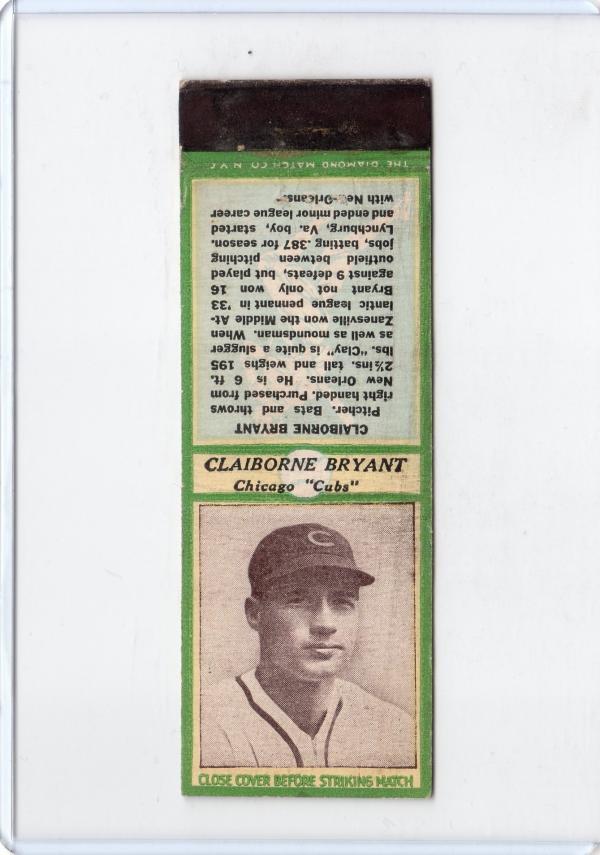 THE DIAMOND MATCH CO. N.Y.C.
CLAIBORNE BRYANT
Pitcher. Bats and throws
right handed. Purchased from
New Orleans. He is 6 ft.
2½ins. tall and weighs 195
lbs. "Clay" is quite a slugger
as well as moundsman. When
Zanesville won the Middle At-
lantic league pennant in '33
Bryant not only won 16
against 9 defeats, but played
outfield between pitching
jobs, batting .387 for season.
Lynchburg, Va. boy, started
and ended minor league career
with New Orleans.
CLAIBORNE BRYANT
Chicago "Cubs"
C
CLOSE COVER BEFORE STRIKING MATCH